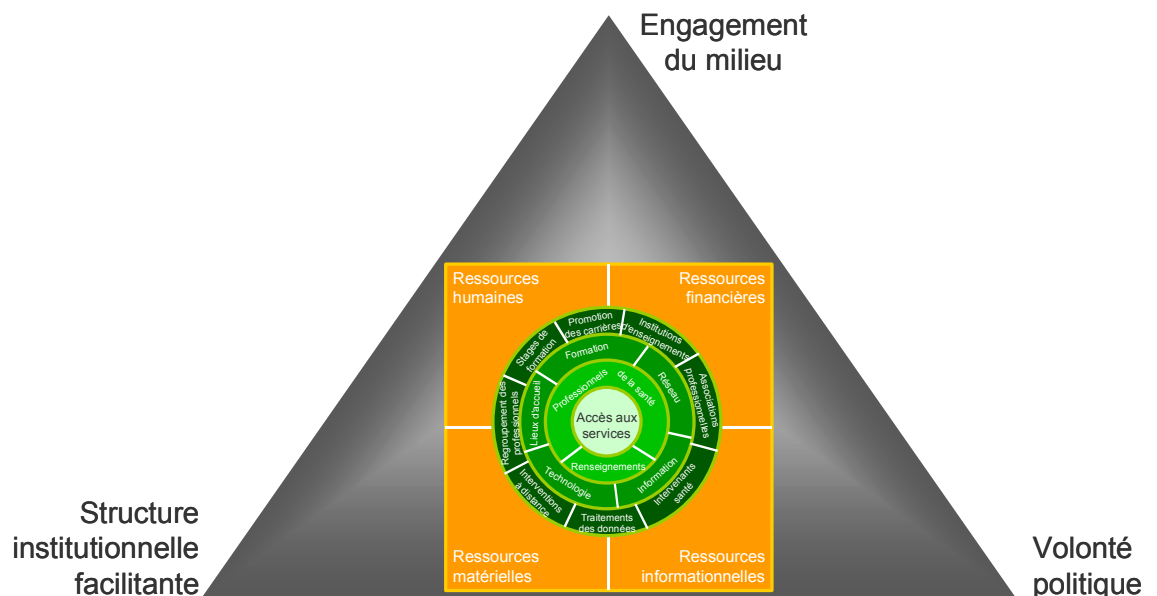 Engagement
du milieu
Ressources
humaines
Ressources
financières
Promotion
des carrières
Institutions
d'enseignements
Stages de
formation
Associations
professionnelles
Regroupement des
professionnels
Formation
Réseau
Lieux d'accueil
Professionnels
de la santé
Accès aux
services
Renseignements
Technologie
Information
Interventions
à distance
Intervenants
santé
Traitements
des données
Ressources
matérielles
Ressources
informationnelles
Structure
institutionnelle
facilitante
Volonté
politique